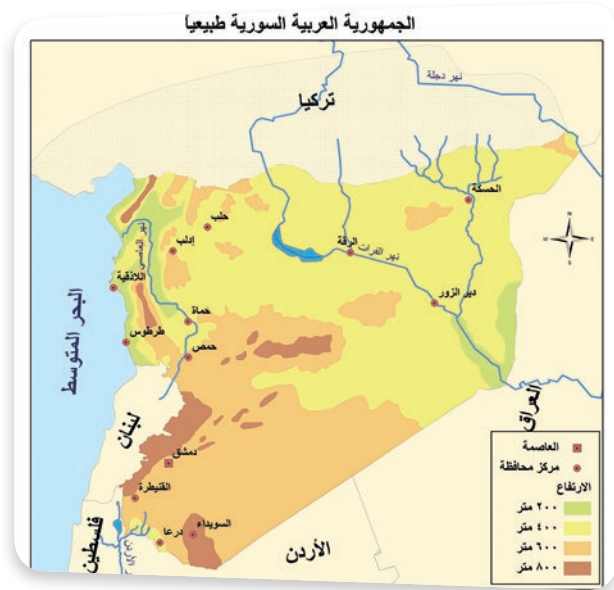 الجمهورية العربية السورية طبيعياً
نهر دجلة
تركيا
الحسكة
حلب
إدلب
الرقة
نهر الفرات
نهر العاصي
اللاذقية
دير الزور
البحر المتوسط
حماة
طرطوس
حمص
لبنان
العراق
دمشق
القنيطرة
السويداء
درعا
فلسطين
الأردن
N
W
E
S
العاصمة
مركز محافظة
الارتفاع
٢٠٠ متر
٤٠٠ متر
٦٠٠ متر
٨٠٠ متر